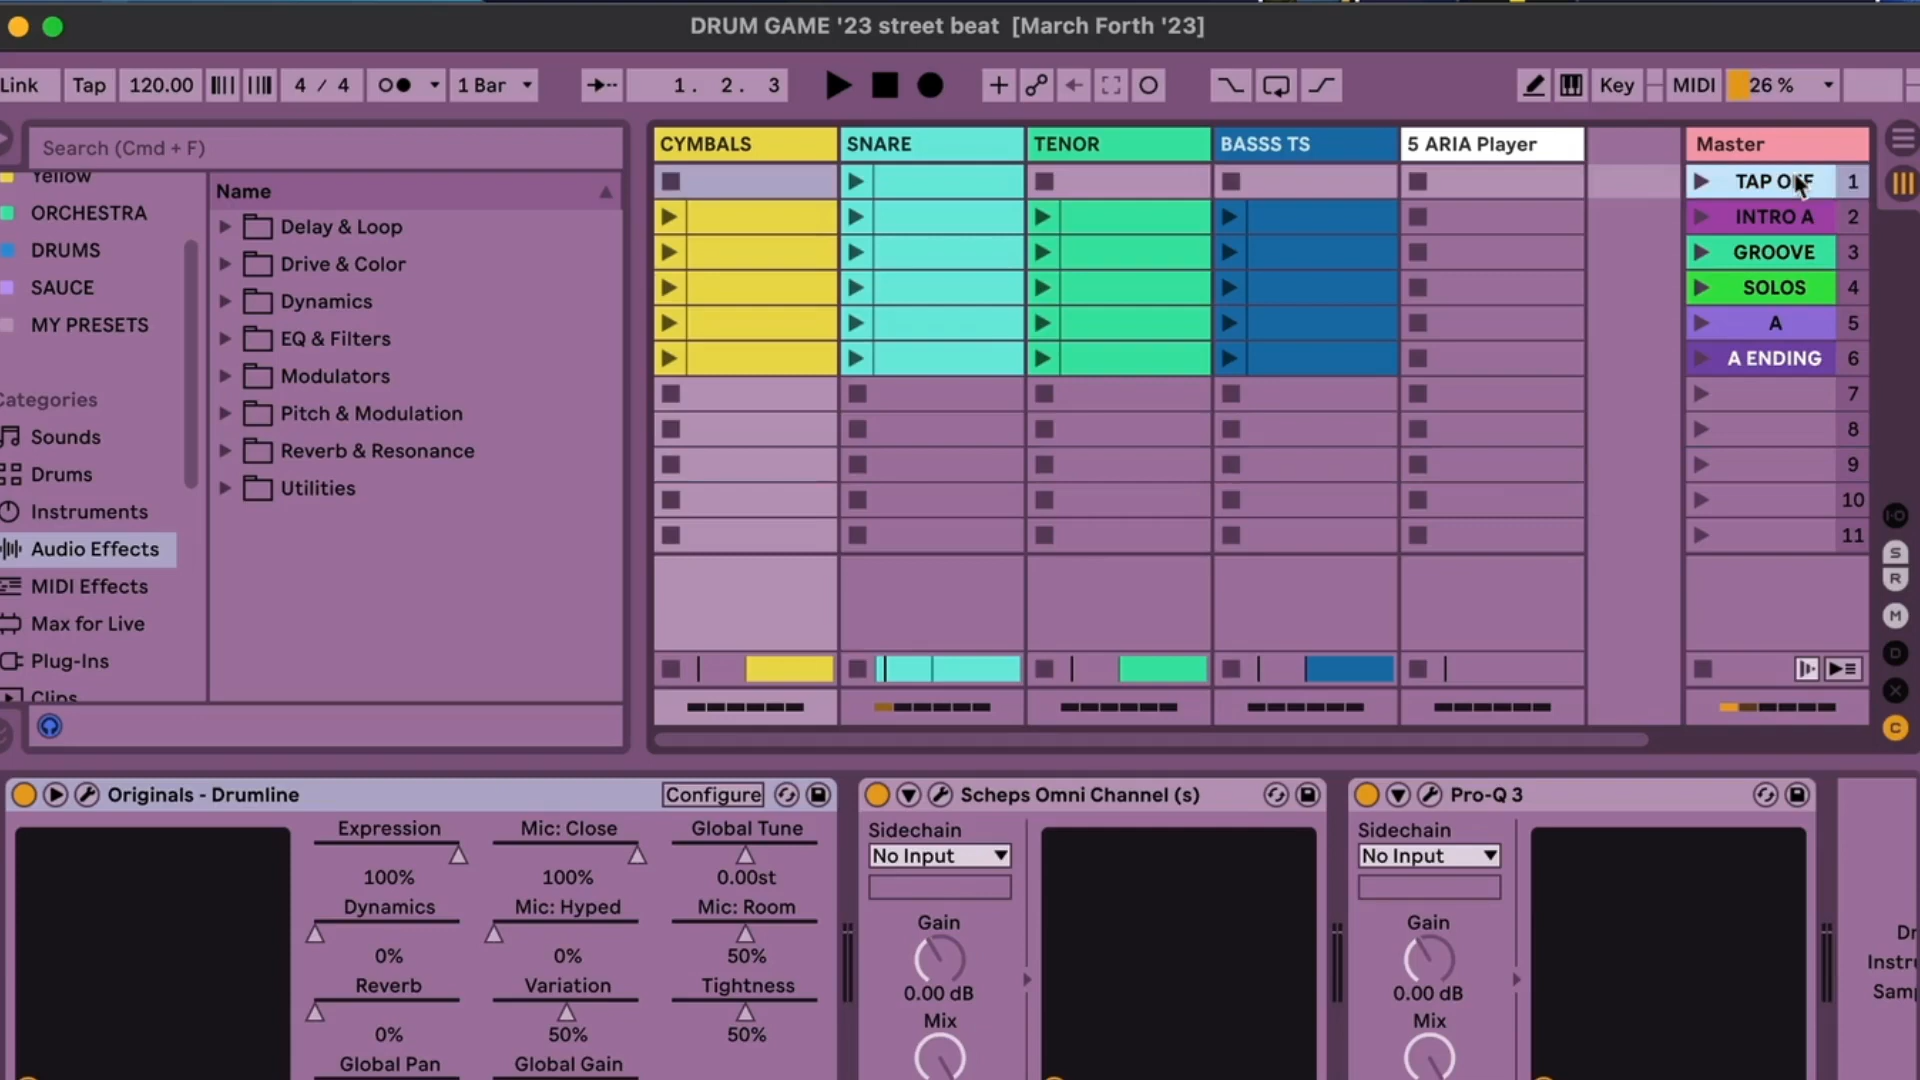 DRUM GAME '23 street beat [March Forth '23]
Link Tap 120.00 4 / 4 1 Bar 1. 2. 3 Key MIDI 26 %
Search (Cmd + F)
Yellow
ORCHESTRA
DRUMS
SAUCE
MY PRESETS
Categories
Sounds
Drums
Instruments
Audio Effects
MIDI Effects
Max for Live
Plug-Ins
Clips
Name
Delay & Loop
Drive & Color
Dynamics
EQ & Filters
Modulators
Pitch & Modulation
Reverb & Resonance
Utilities
CYMBALS SNARE TENOR BASSS TS 5 ARIA Player Master
TAP OFF 1
INTRO A 2
GROOVE 3
SOLOS 4
A 5
A ENDING 6
7
8
9
10
11
I-O
S
R
M
D
X
C
Originals - Drumline Configure
Expression Mic: Close Global Tune
100% 100% 0.00st
Dynamics Mic: Hyped Mic: Room
0% 0% 50%
Reverb Variation Tightness
0% 50% 50%
Global Pan Global Gain
Scheps Omni Channel (s)
Sidechain
No Input
Gain
0.00 dB
Mix
Pro-Q 3
Sidechain
No Input
Gain
0.00 dB
Mix